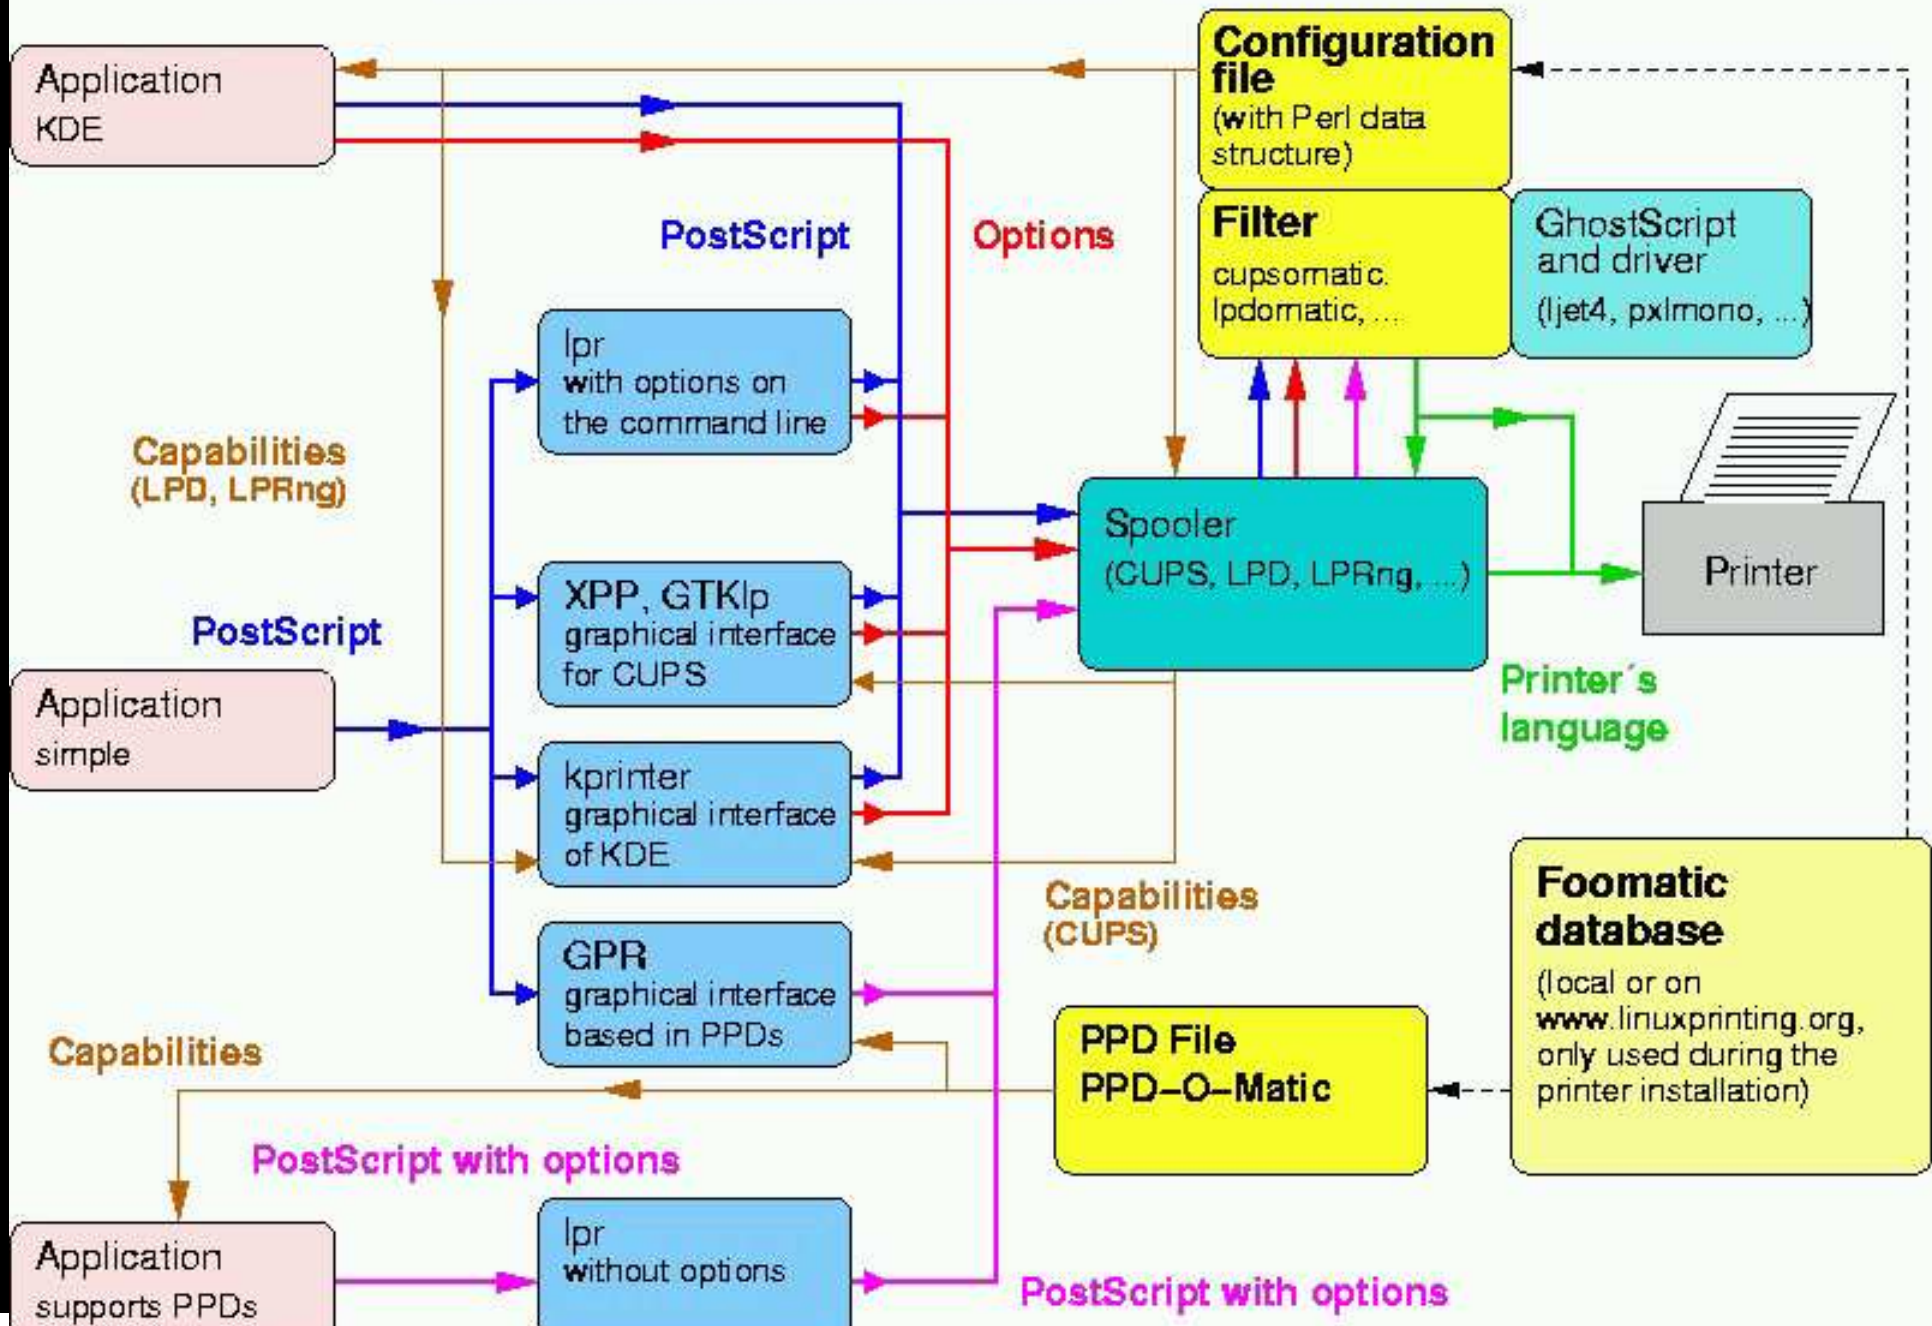 Application
KDE
Configuration
file
(with Perl data
structure)
PostScript
Options
Filter
cupsomatic.
lpdomatic, ...
GhostScript
and driver
(ljet4, pxlmono, ...)
lpr
with options on
the command line
Capabilities
(LPD, LPRng)
Spooler
(CUPS, LPD, LPRng, ...)
Printer
XPP, GTKlp
graphical interface
for CUPS
PostScript
Application
simple
Printer´s
language
kprinter
graphical interface
of KDE
Capabilities
(CUPS)
Foomatic
database
(local or on
www.linuxprinting.org,
only used during the
printer installation)
GPR
graphical interface
based in PPDs
Capabilities
PPD File
PPD-O-Matic
PostScript with options
Application
supports PPDs
lpr
without options
PostScript with options